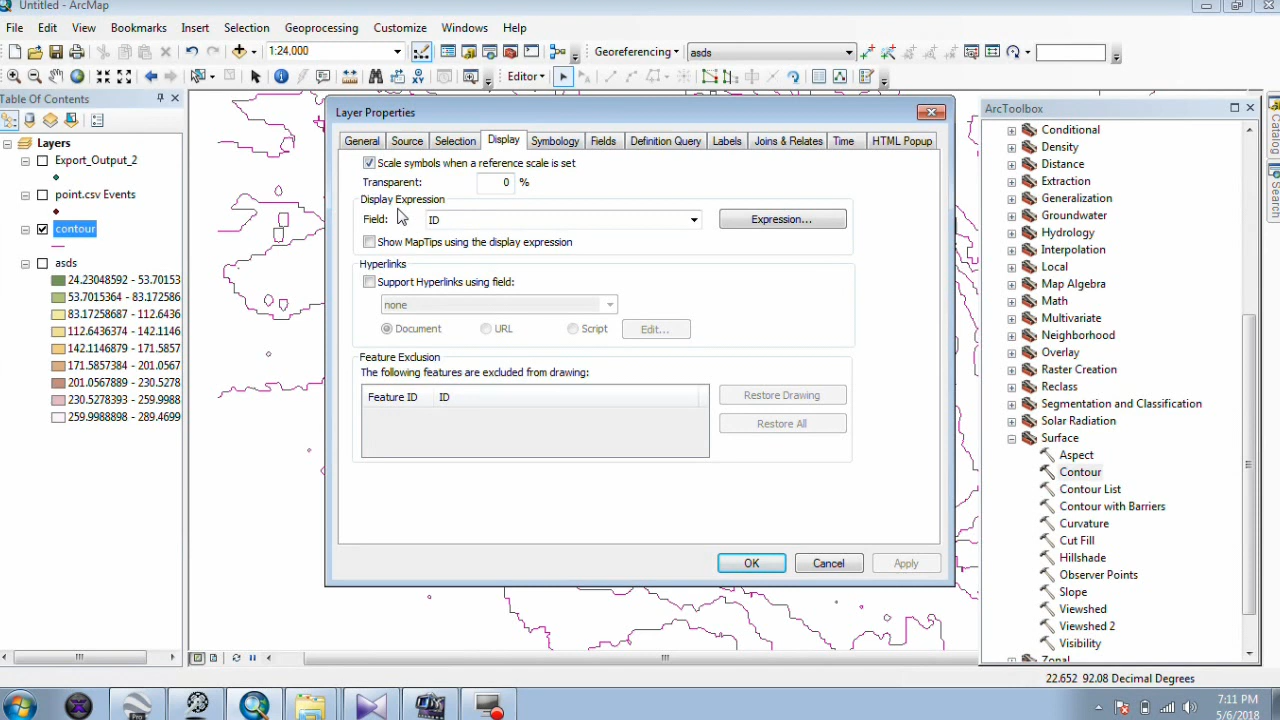 Untitled - ArcMap
File Edit View Bookmarks Insert Selection Geoprocessing Customize Windows Help
1:24,000
Georeferencing
asds
Editor
Table Of Contents
Layers
Export_Output_2
point.csv Events
contour
asds
24.23048592 - 53.70153
53.7015364 - 83.172586
83.17258687 - 112.6436
112.6436374 - 142.1146
142.1146879 - 171.5857
171.5857384 - 201.0567
201.0567889 - 230.5278
230.5278393 - 259.9988
259.9988898 - 289.4699
Layer Properties
General Source Selection Display Symbology Fields Definition Query Labels Joins & Relates Time HTML Popup
Scale symbols when a reference scale is set
Transparent: 0 %
Display Expression
Field: ID Expression...
Show MapTips using the display expression
Hyperlinks
Support Hyperlinks using field:
none
Document URL Script Edit...
Feature Exclusion
The following features are excluded from drawing:
Feature ID ID
Restore Drawing
Restore All
OK Cancel Apply
ArcToolbox
Conditional
Density
Distance
Extraction
Generalization
Groundwater
Hydrology
Interpolation
Local
Map Algebra
Math
Multivariate
Neighborhood
Overlay
Raster Creation
Reclass
Segmentation and Classification
Solar Radiation
Surface
Aspect
Contour
Contour List
Contour with Barriers
Curvature
Cut Fill
Hillshade
Observer Points
Slope
Viewshed
Viewshed 2
Visibility
Zonal
Catalog
Search
22.652 92.08 Decimal Degrees
Pro
7:11 PM
5/6/2018